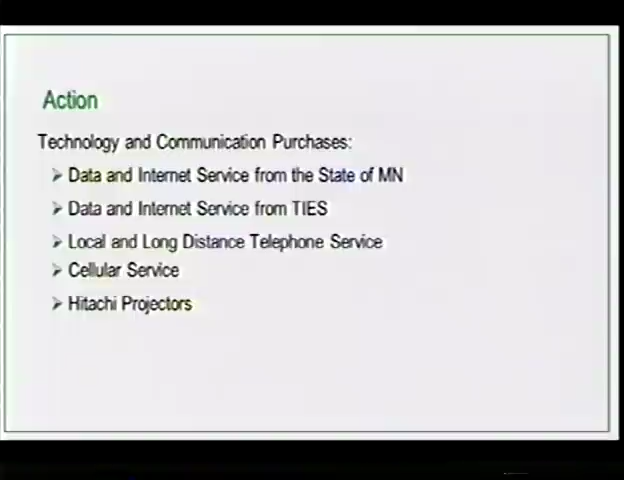 Action
Technology and Communication Purchases:
Data and Internet Service from the State of MN
Data and Internet Service from TIES
Local and Long Distance Telephone Service
Cellular Service
Hitachi Projectors